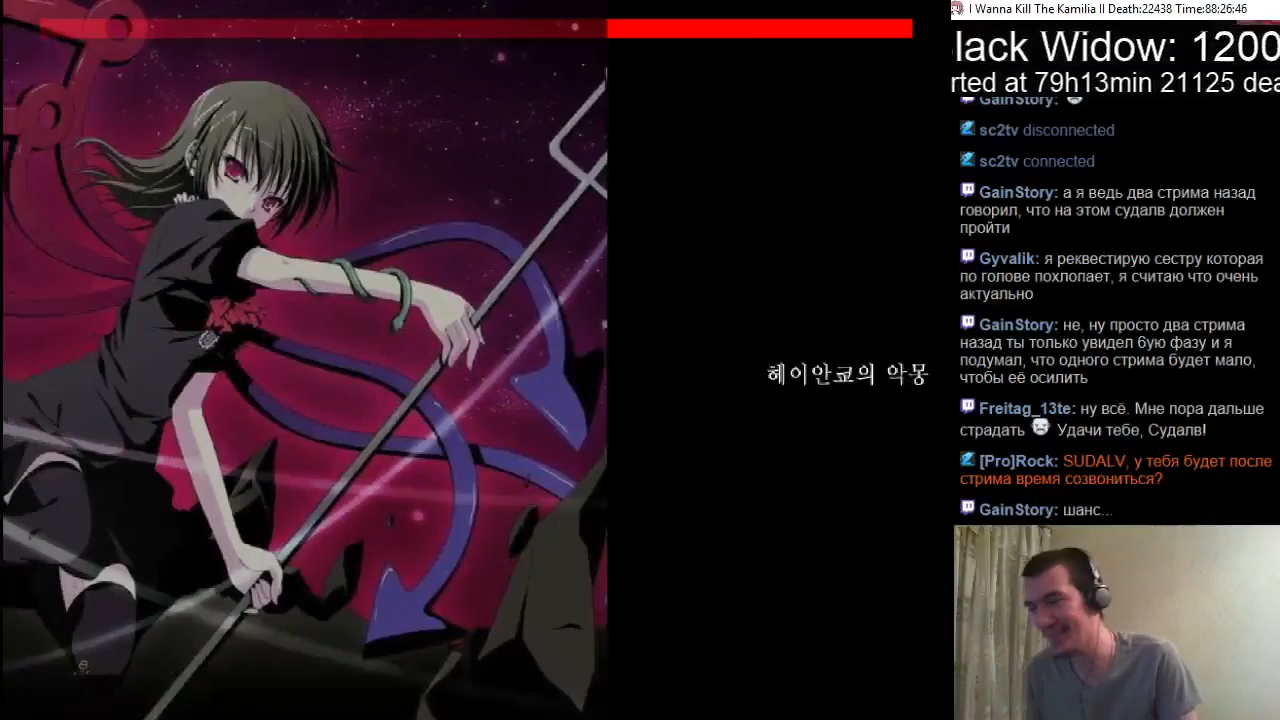 I Wanna Kill The Kamilia II Death:22438 Time:88:26:46
lack Widow: 1200
rted at 79h13min 21125 dea
GainStory:
sc2tv disconnected
sc2tv connected
GainStory: а я ведь два стрима назад
говорил, что на этом судалв должен
пройти
Gyvalik: я реквестирую сестру которая
по голове похлопает, я считаю что очень
актуально
GainStory: не, ну просто два стрима
назад ты только увидел 6ую фазу и я
подумал, что одного стрима будет мало,
чтобы её осилить
헤이안쿄의 악몽
Freitag_13te: ну всё. Мне пора дальше
страдать Удачи тебе, Судалв!
[Pro]Rock: SUDALV, у тебя будет после
стрима время созвониться?
GainStory: шанс...